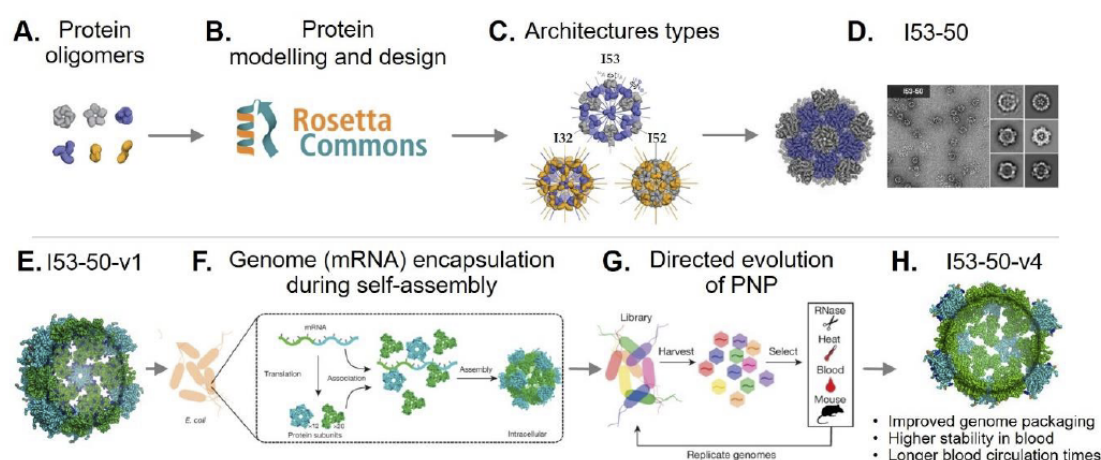 A. Protein
oligomers
B. Protein
modelling and design
C. Architectures types
D. I53-50
Rosetta
Commons
I53
I32
I52
I53-50
E. I53-50-v1
F. Genome (mRNA) encapsulation
during self-assembly
G. Directed evolution
of PNP
H. I53-50-v4
E. coli
mRNA
Translation
Association
Assembly
Protein subunits
Intracellular
Library
Harvest
Select
RNase
Heat
Blood
Mouse
Replicate genomes
• Improved genome packaging
• Higher stability in blood
• Longer blood circulation times